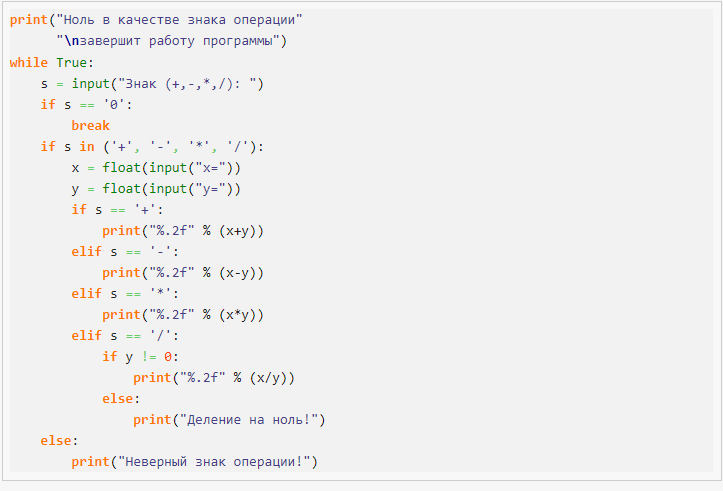 print("Ноль в качестве знака операции"
      "\nзавершит работу программы")
while True:
    s = input("Знак (+,-,*,/): ")
    if s == '0':
        break
    if s in ('+', '-', '*', '/'):
        x = float(input("x="))
        y = float(input("y="))
        if s == '+':
            print("%.2f" % (x+y))
        elif s == '-':
            print("%.2f" % (x-y))
        elif s == '*':
            print("%.2f" % (x*y))
        elif s == '/':
            if y != 0:
                print("%.2f" % (x/y))
            else:
                print("Деление на ноль!")
    else:
        print("Неверный знак операции!")